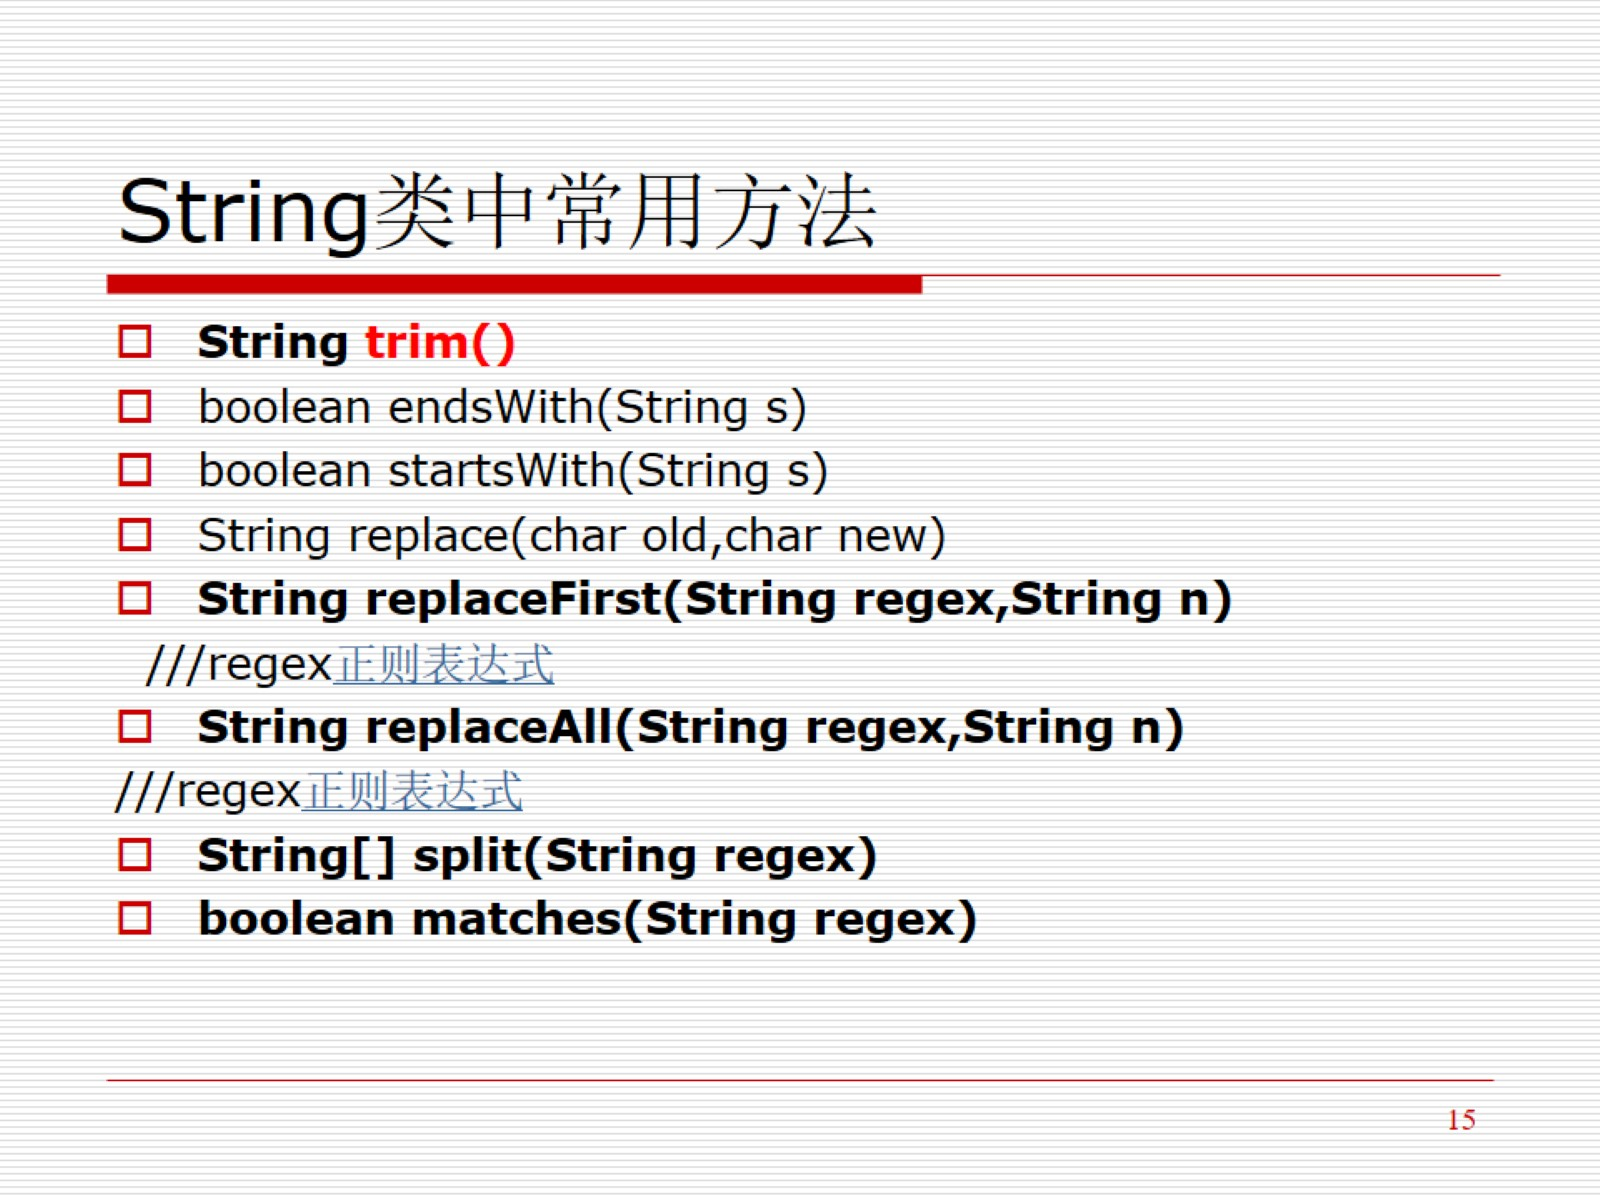 String类中常用方法
String trim()
boolean endsWith(String s)
boolean startsWith(String s)
String replace(char old,char new)
String replaceFirst(String regex,String n)
///regex正则表达式
String replaceAll(String regex,String n)
///regex正则表达式
String[] split(String regex)
boolean matches(String regex)
15